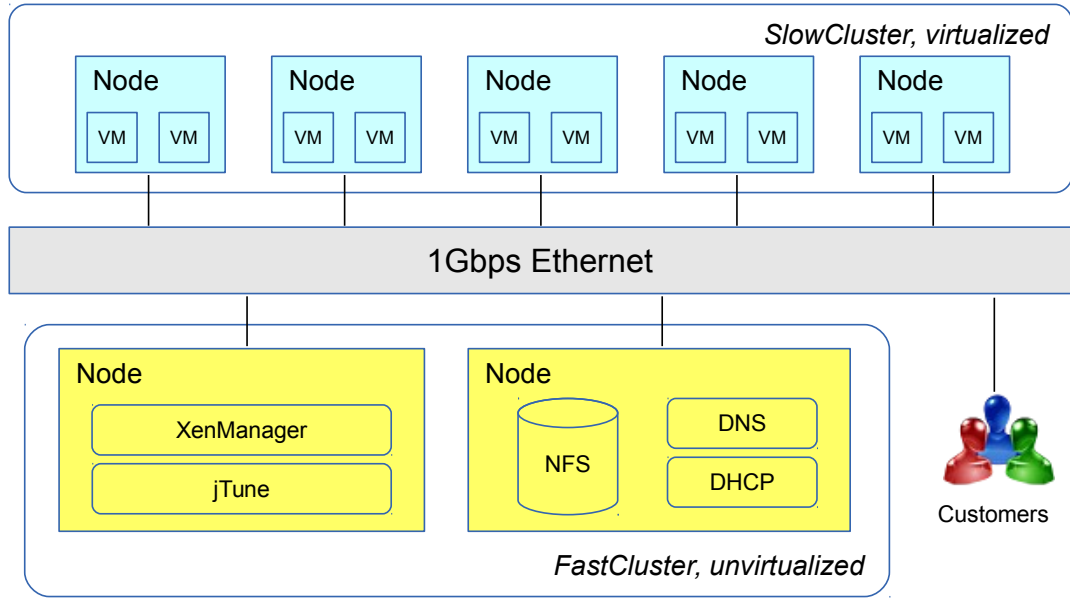 SlowCluster, virtualized
Node
Node
Node
Node
Node
VM VM
VM VM
VM VM
VM VM
VM VM
1Gbps Ethernet
Node
XenManager
jTune
Node
NFS
DNS
DHCP
FastCluster, unvirtualized
Customers